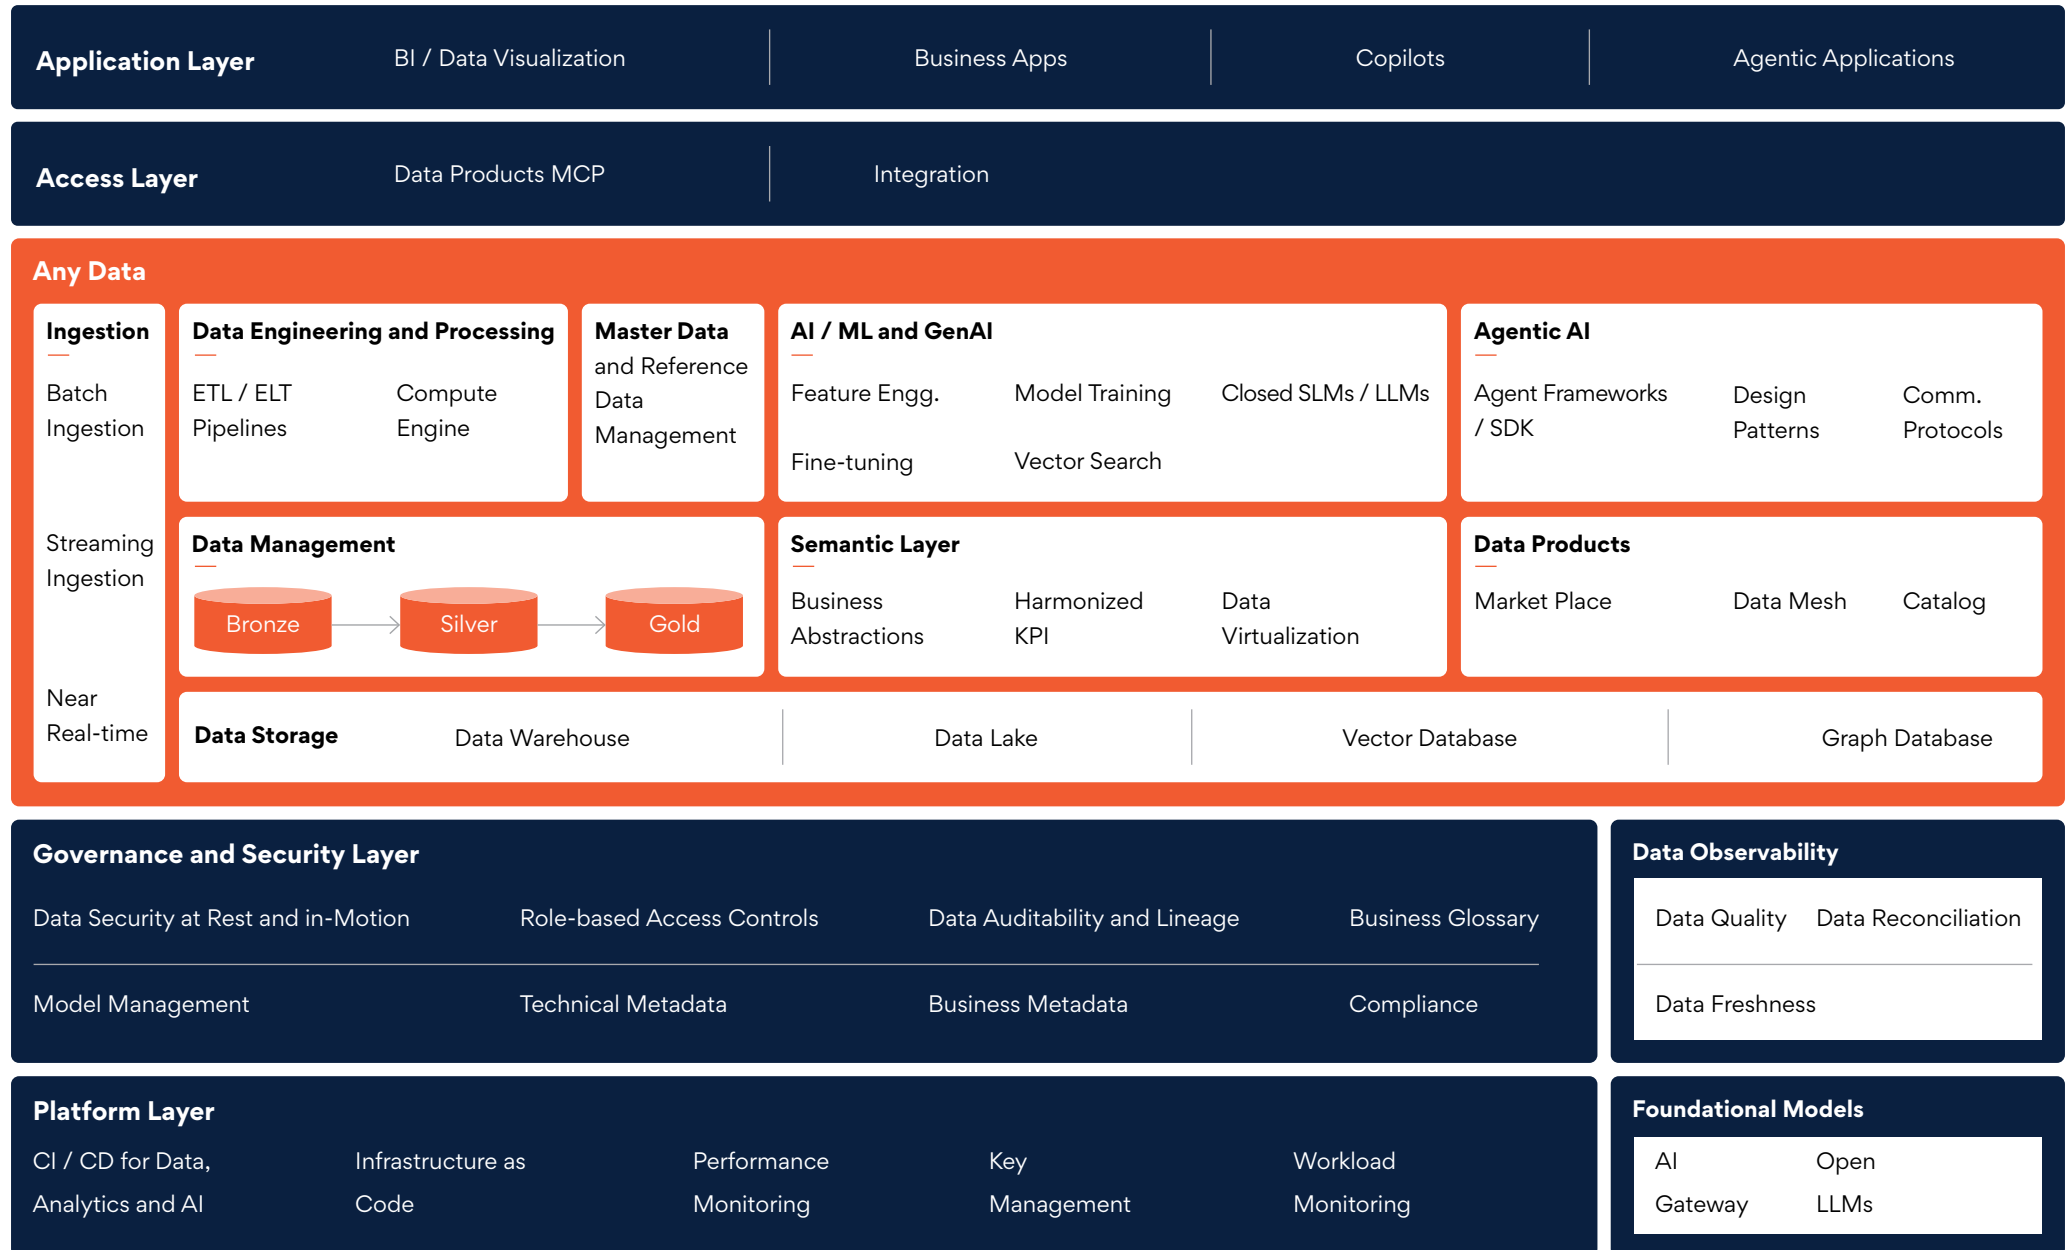 Application Layer
BI / Data Visualization
Business Apps
Copilots
Agentic Applications
Access Layer
Data Products MCP
Integration
Any Data
Ingestion
Batch
Ingestion
Streaming
Ingestion
Near
Real-time
Data Engineering and Processing
ETL / ELT
Pipelines
Compute
Engine
Master Data
and Reference
Data
Management
AI / ML and GenAI
Feature Engg.
Model Training
Closed SLMs / LLMs
Fine-tuning
Vector Search
Agentic AI
Agent Frameworks
/ SDK
Design
Patterns
Comm.
Protocols
Data Management
Bronze
Silver
Gold
Semantic Layer
Business
Abstractions
Harmonized
KPI
Data
Virtualization
Data Products
Market Place
Data Mesh
Catalog
Data Storage
Data Warehouse
Data Lake
Vector Database
Graph Database
Governance and Security Layer
Data Security at Rest and in-Motion
Role-based Access Controls
Data Auditability and Lineage
Business Glossary
Model Management
Technical Metadata
Business Metadata
Compliance
Data Observability
Data Quality
Data Reconciliation
Data Freshness
Platform Layer
CI / CD for Data,
Analytics and AI
Infrastructure as
Code
Performance
Monitoring
Key
Management
Workload
Monitoring
Foundational Models
AI
Gateway
Open
LLMs